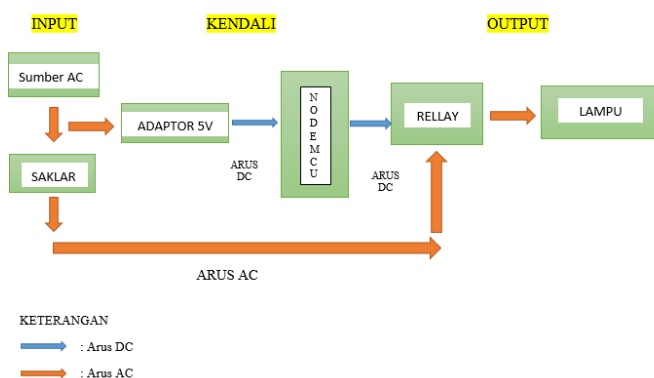 INPUT
KENDALI
OUTPUT
Sumber AC
ADAPTOR 5V
NODEMCU
RELLAY
LAMPU
SAKLAR
ARUS
DC
ARUS
DC
ARUS AC
KETERANGAN
: Arus DC
: Arus AC